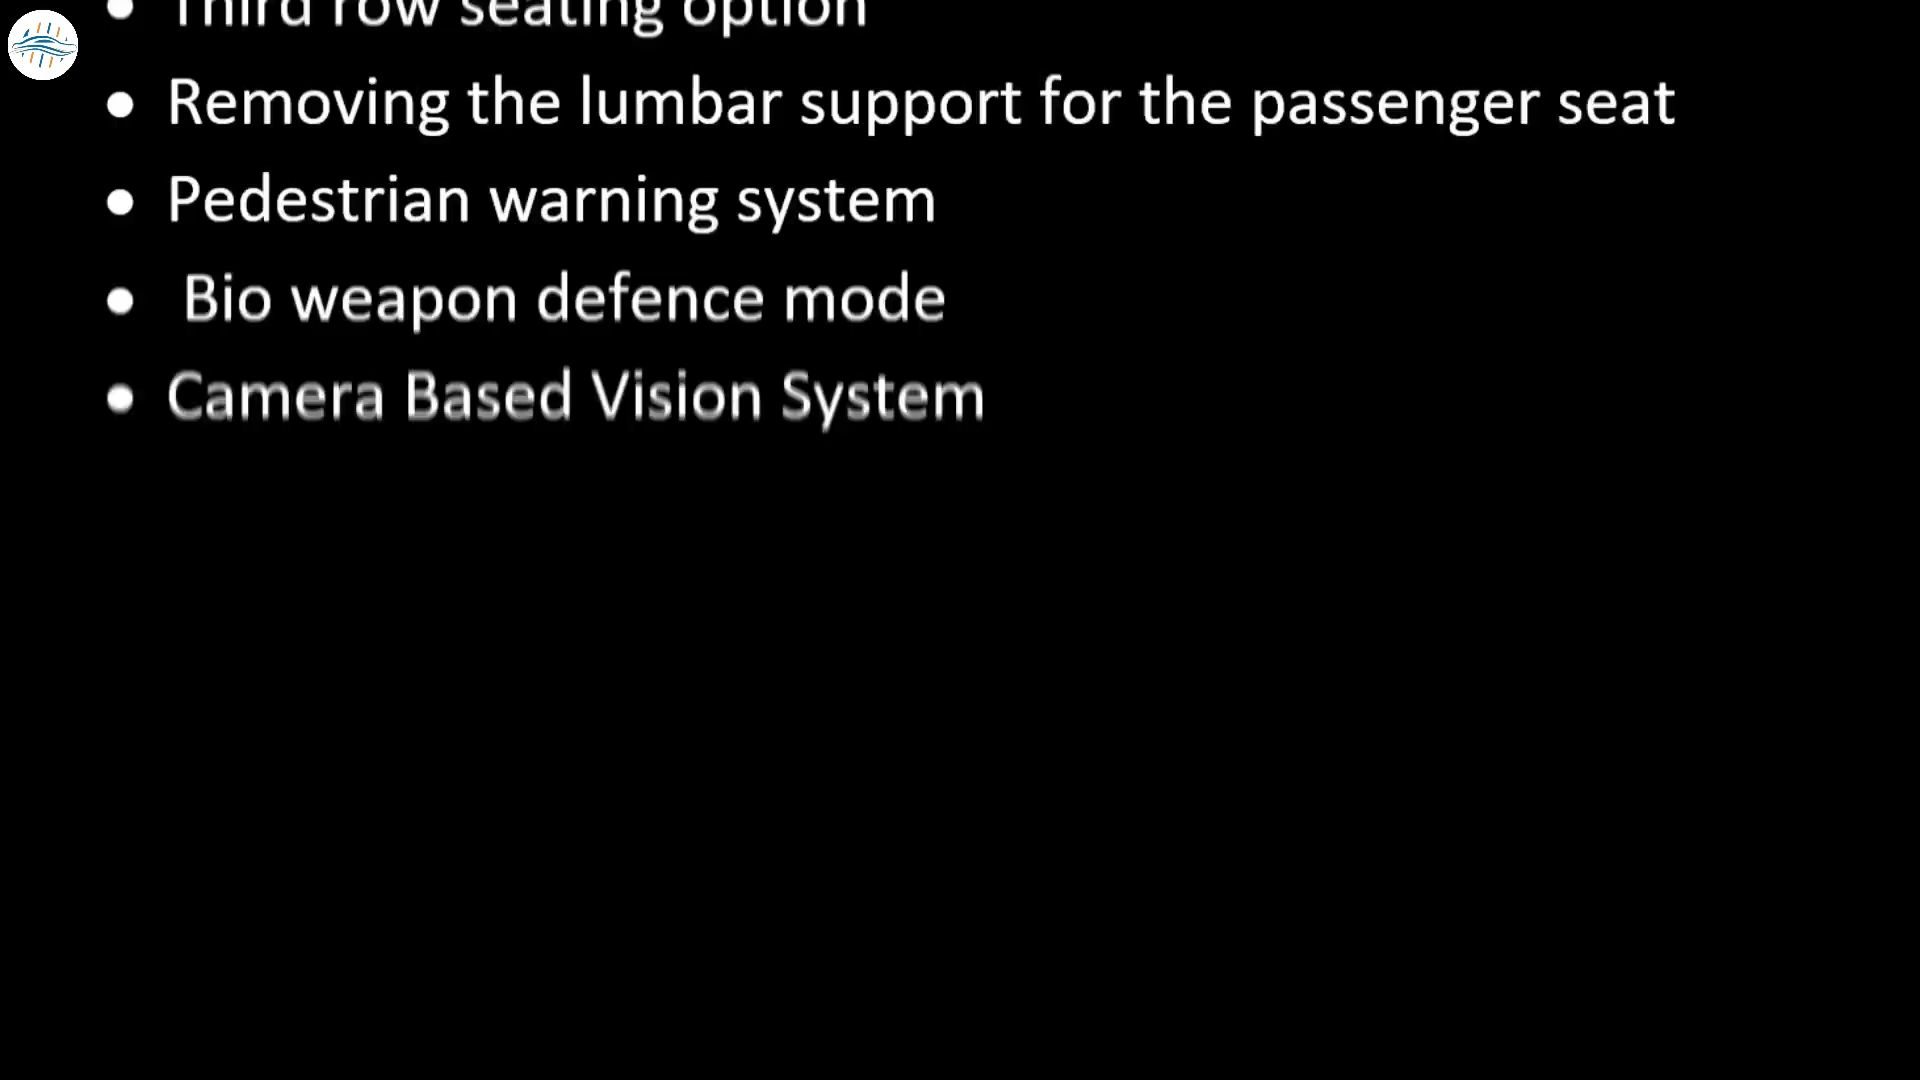 • Third row seating option
• Removing the lumbar support for the passenger seat
• Pedestrian warning system
• Bio weapon defence mode
• Camera Based Vision System